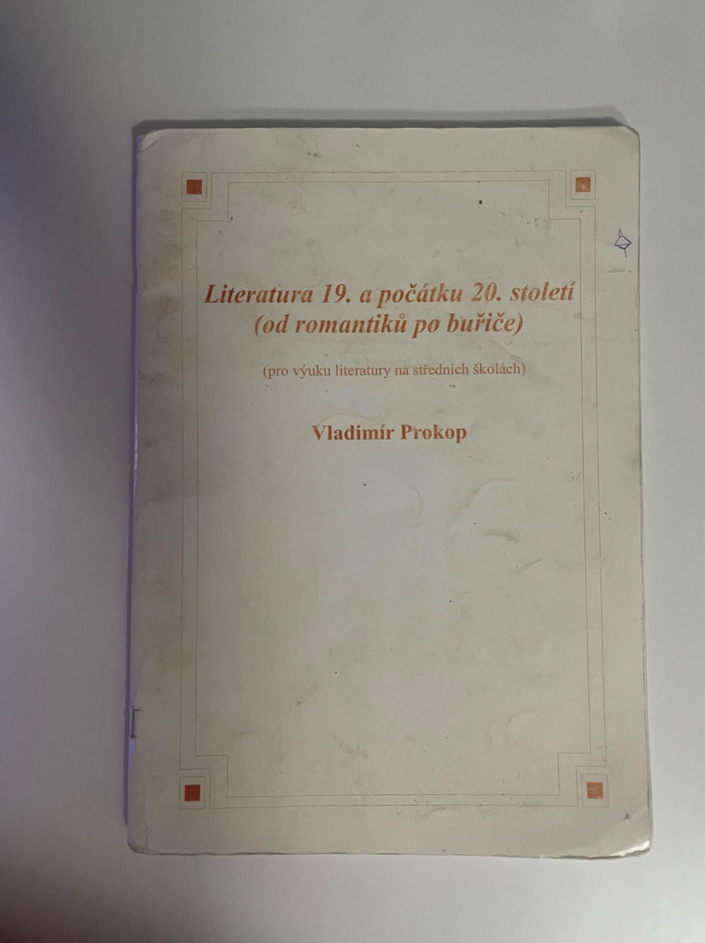 Literatura 19. a počátku 20. století
(od romantiků po buřiče)
(pro výuku literatury na středních školách)
Vladimír Prokop